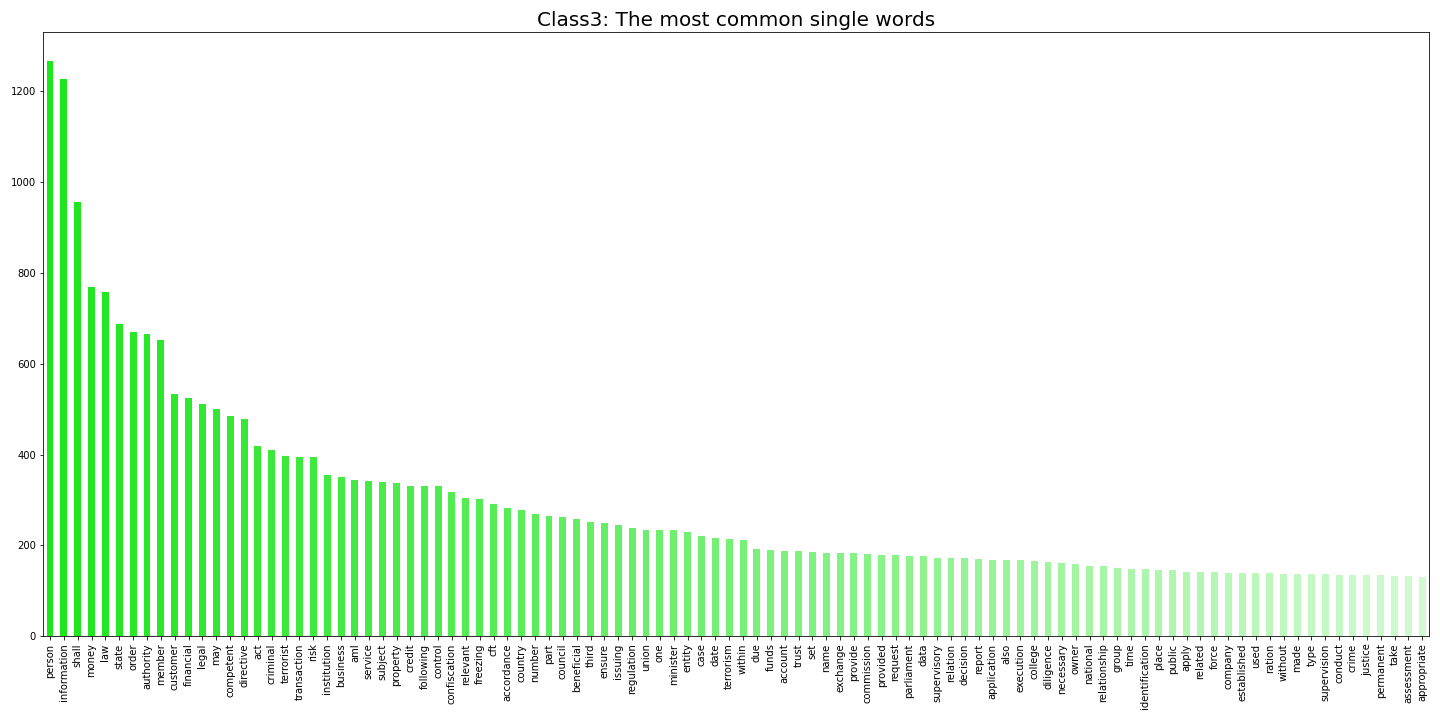 Class3: The most common single words
1200
1000
800
600
400
200
0
person
information
shall
money
law
state
order
authority
member
customer
financial
legal
may
competent
directive
act
criminal
terrorist
transaction
risk
institution
business
aml
service
subject
property
credit
following
control
confiscation
relevant
freezing
cft
accordance
country
number
part
council
beneficial
third
ensure
issuing
regulation
union
one
minister
entity
case
date
terrorism
within
due
funds
account
trust
set
name
exchange
provide
commission
provided
request
parliament
data
supervisory
relation
decision
report
application
also
execution
college
diligence
necessary
owner
national
relationship
group
time
identification
place
public
apply
related
force
company
established
used
ration
without
made
type
supervision
conduct
crime
justice
permanent
take
assessment
appropriate